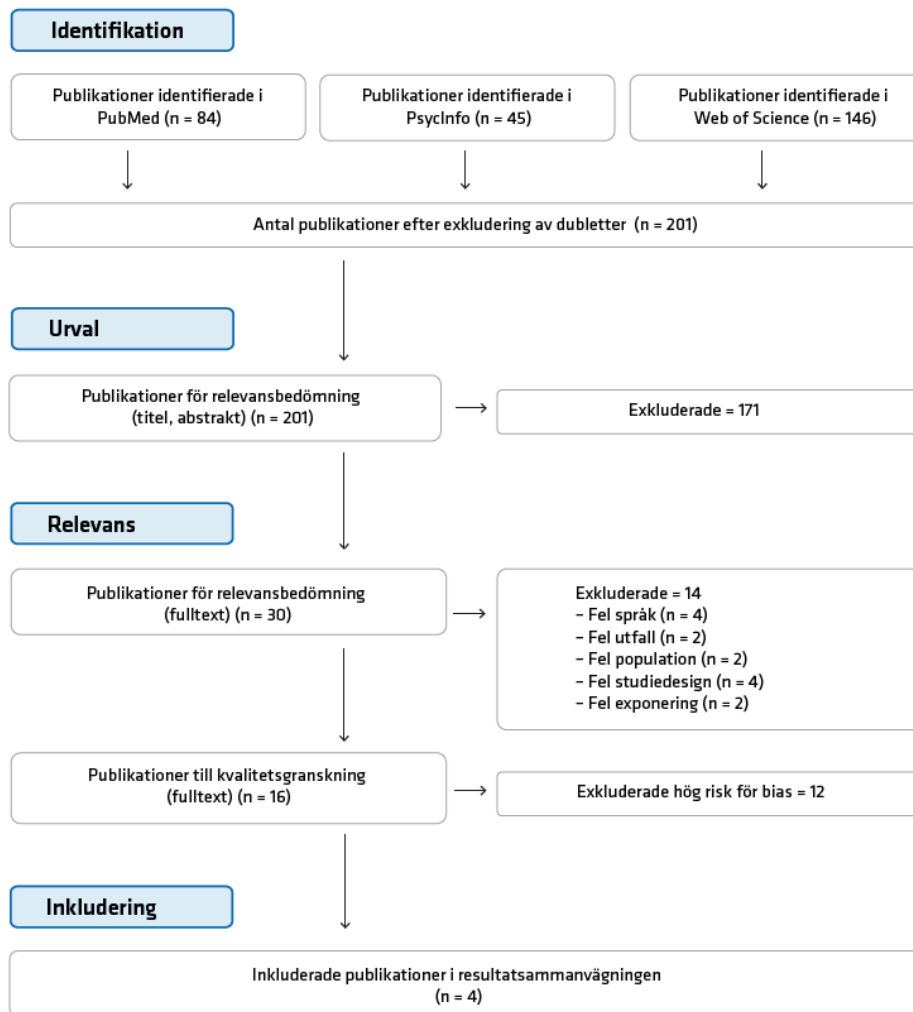 Identifikation
Publikationer identifierade i
PubMed (n = 84)
Publikationer identifierade i
PsycInfo (n = 45)
Publikationer identifierade i
Web of Science (n = 146)
Antal publikationer efter exkludering av dubletter (n = 201)
Urval
Publikationer för relevansbedömning
(titel, abstrakt) (n = 201)
Exkluderade = 171
Relevans
Publikationer för relevansbedömning
(fulltext) (n = 30)
Exkluderade = 14
– Fel språk (n = 4)
– Fel utfall (n = 2)
– Fel population (n = 2)
– Fel studiedesign (n = 4)
– Fel exponering (n = 2)
Publikationer till kvalitetsgranskning
(fulltext) (n = 16)
Exkluderade hög risk för bias = 12
Inkludering
Inkluderade publikationer i resultatsammanvägningen
(n = 4)